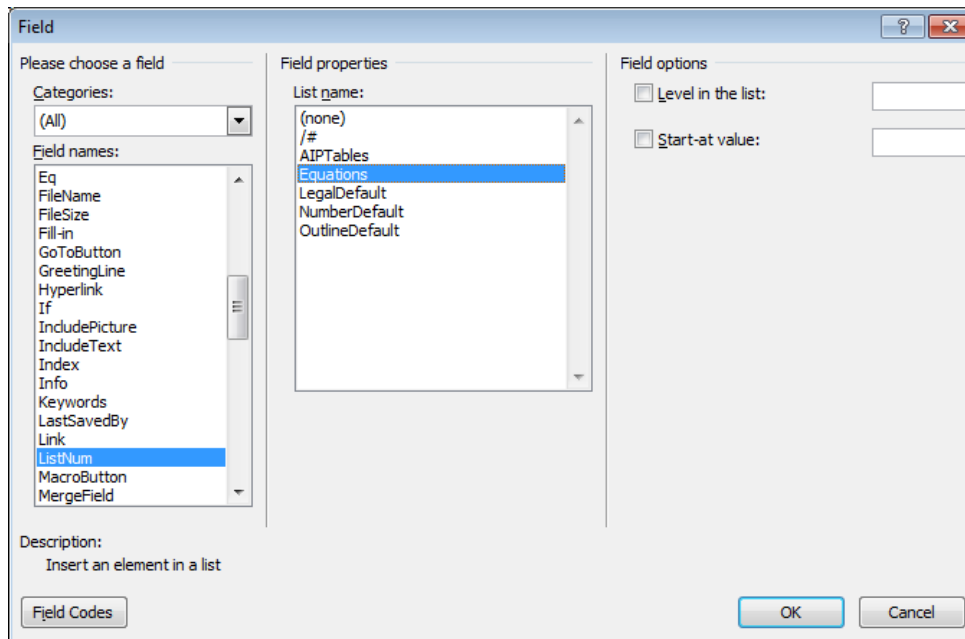 Field
Please choose a field
Categories:
(All)
Field names:
Eq
FileName
FileSize
Fill-in
GoToButton
GreetingLine
Hyperlink
If
IncludePicture
IncludeText
Index
Info
Keywords
LastSavedBy
Link
ListNum
MacroButton
MergeField
Field properties
List name:
(none)
/#
AIPTables
Equations
LegalDefault
NumberDefault
OutlineDefault
Field options
Level in the list:
Start-at value:
Description:
Insert an element in a list
Field Codes
OK
Cancel